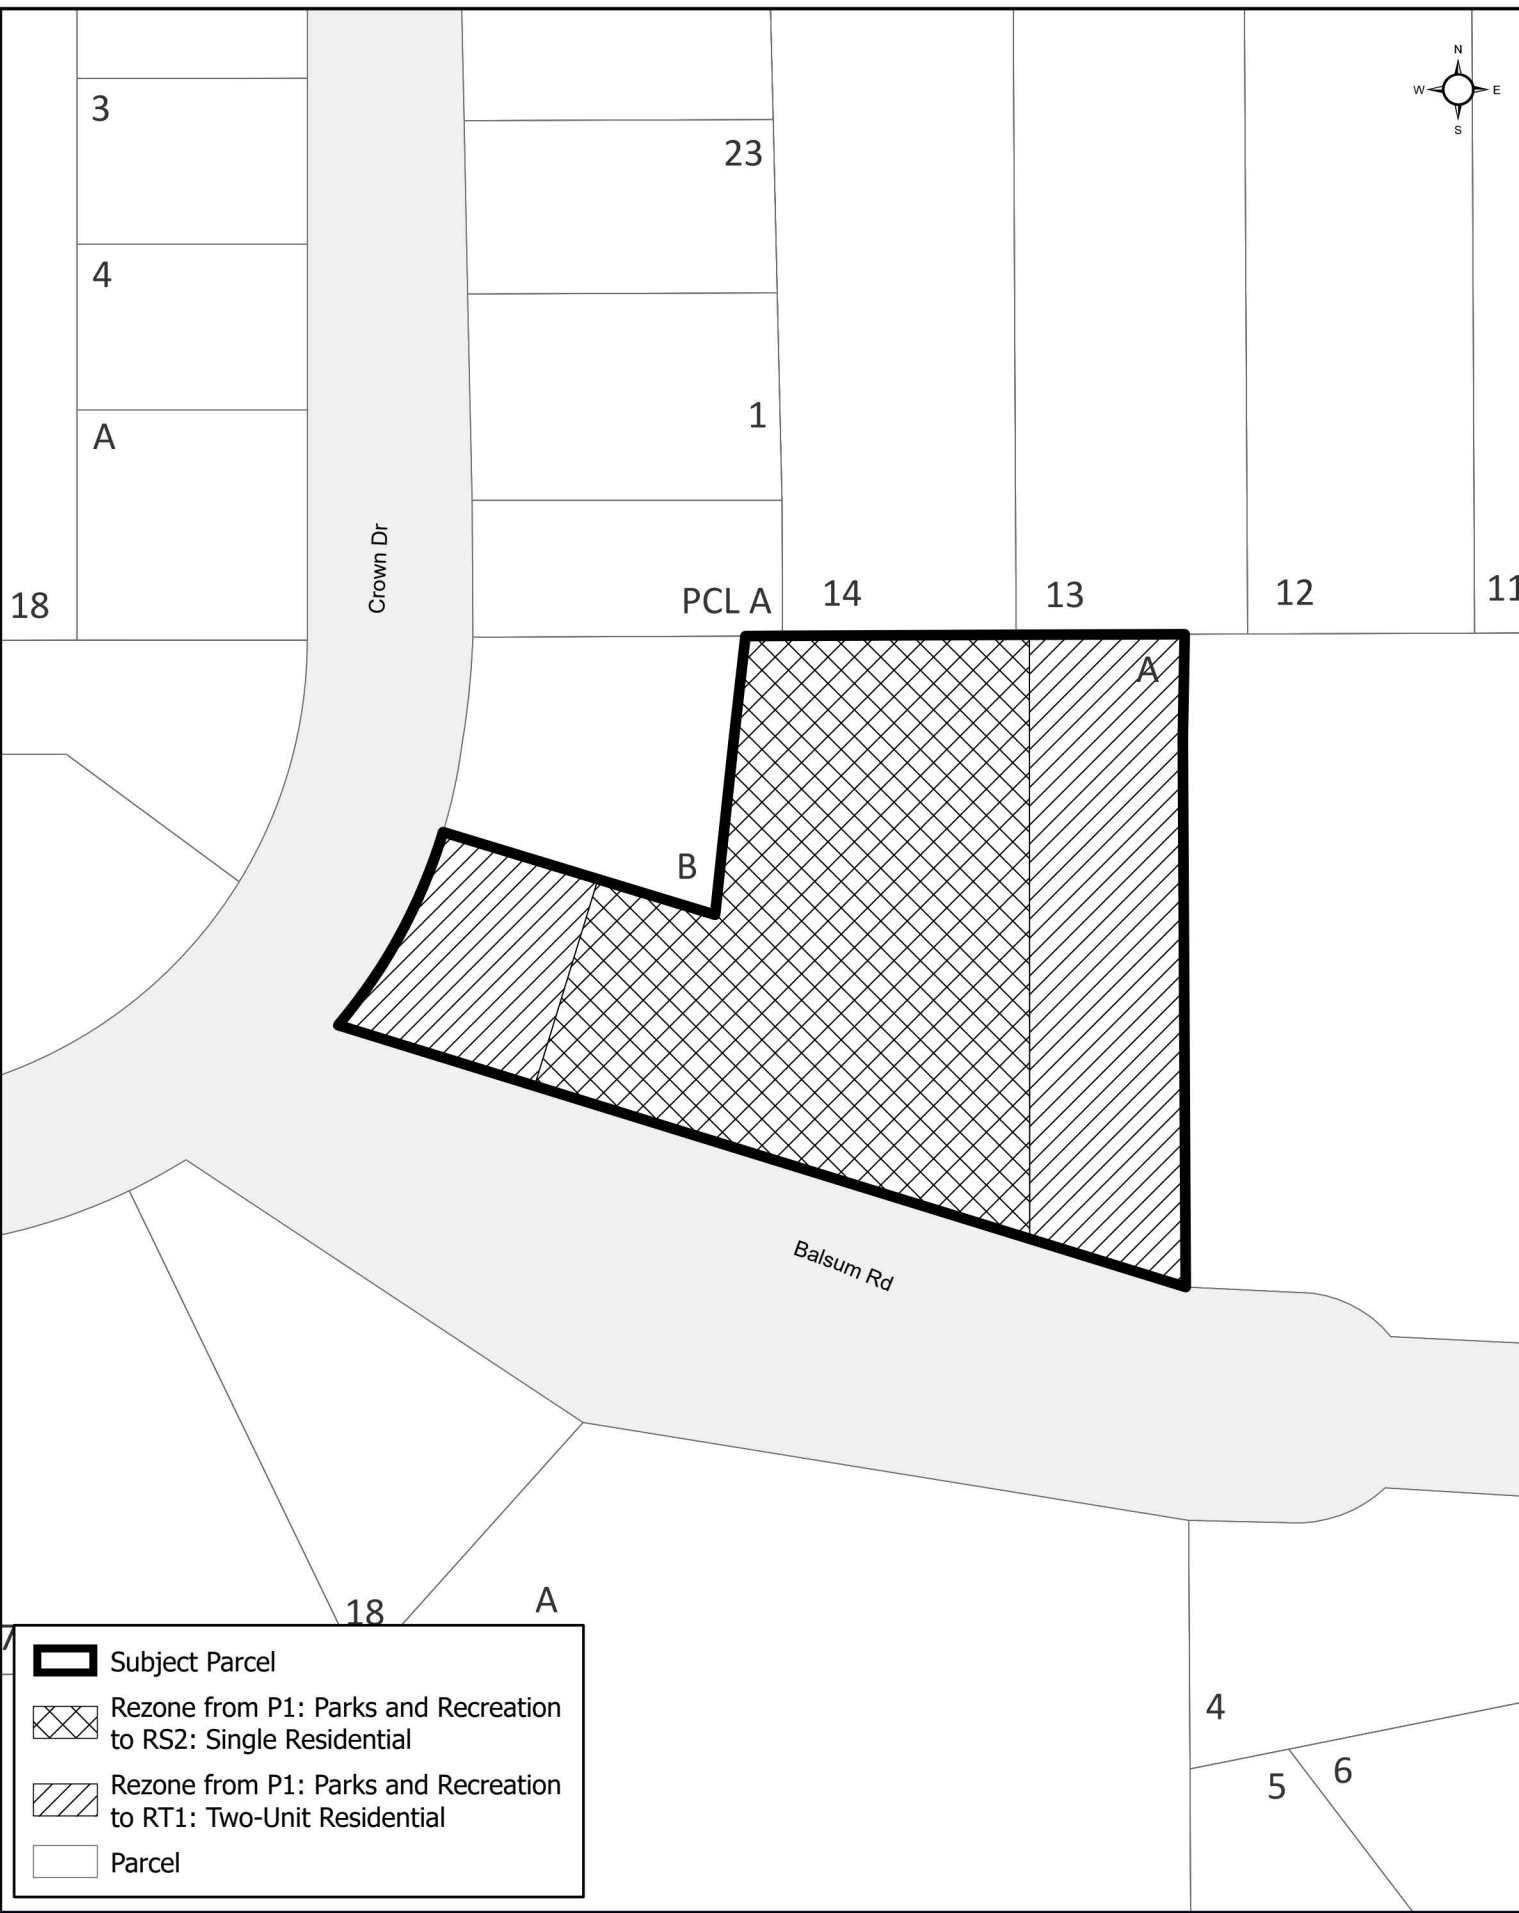 N
W E
S
3
23
4
1
A
Crown Dr
18
PCL A
14
13
12
11
A
B
Balsum Rd
A
18
7
Subject Parcel
Rezone from P1: Parks and Recreation
to RS2: Single Residential
Rezone from P1: Parks and Recreation
to RT1: Two-Unit Residential
Parcel
4
6
5